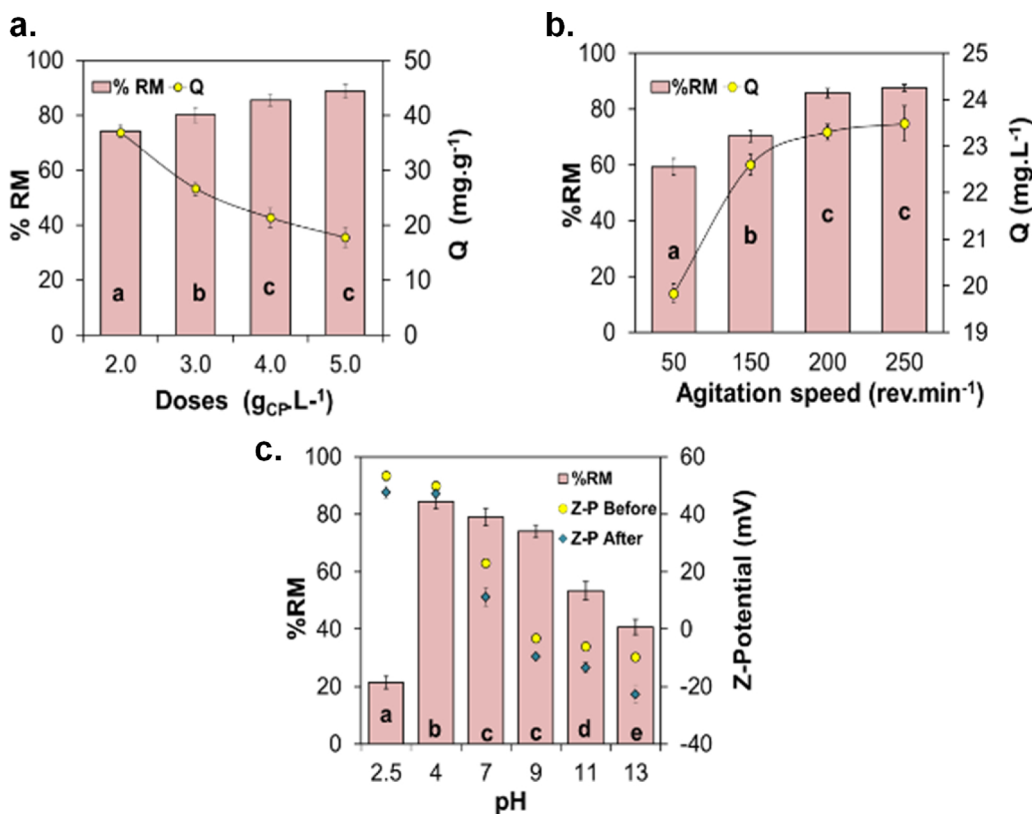 a.
% RM
Q
100
80
60
40
20
0
% RM
50
40
30
20
10
0
Q (mg.g⁻¹)
a
b
c
c
2.0 3.0 4.0 5.0
Doses (gCP.L-¹)
b.
%RM
Q
100
80
60
40
20
0
%RM
25
24
23
22
21
20
19
Q (mg.L⁻¹)
a
b
c
c
50 150 200 250
Agitation speed (rev.min⁻¹)
c.
%RM
Z-P Before
Z-P After
100
80
60
40
20
0
%RM
60
40
20
0
-20
-40
Z-Potential (mV)
a
b
c
c
d
e
2.5 4 7 9 11 13
pH